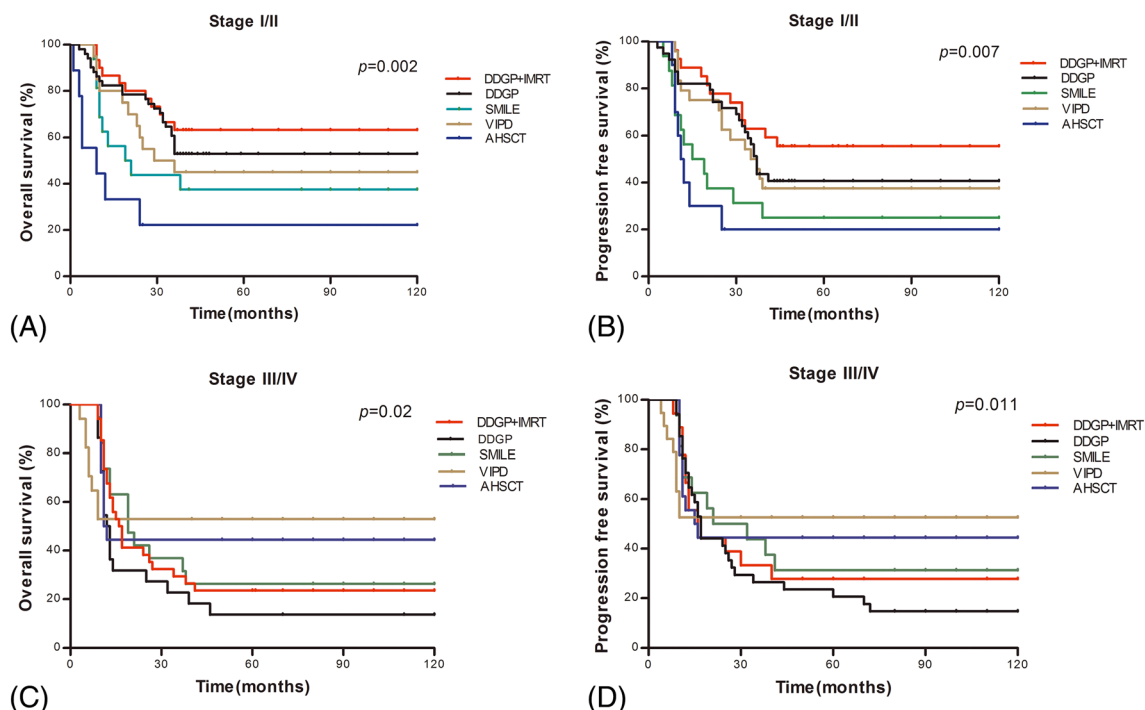 Stage I/II
Overall survival (%)
100
80
60
40
20
0
0 30 60 90 120
Time(months)
p=0.002
DDGP+IMRT
DDGP
SMILE
VIPD
AHSCT
(A)
Stage I/II
Progression free survival (%)
100
80
60
40
20
0
0 30 60 90 120
Time(months)
p=0.007
DDGP+IMRT
DDGP
SMILE
VIPD
AHSCT
(B)
Stage III/IV
Overall survival (%)
100
80
60
40
20
0
0 30 60 90 120
Time(months)
p=0.02
DDGP+IMRT
DDGP
SMILE
VIPD
AHSCT
(C)
Stage III/IV
Progression free survival (%)
100
80
60
40
20
0
0 30 60 90 120
Time(months)
p=0.011
DDGP+IMRT
DDGP
SMILE
VIPD
AHSCT
(D)